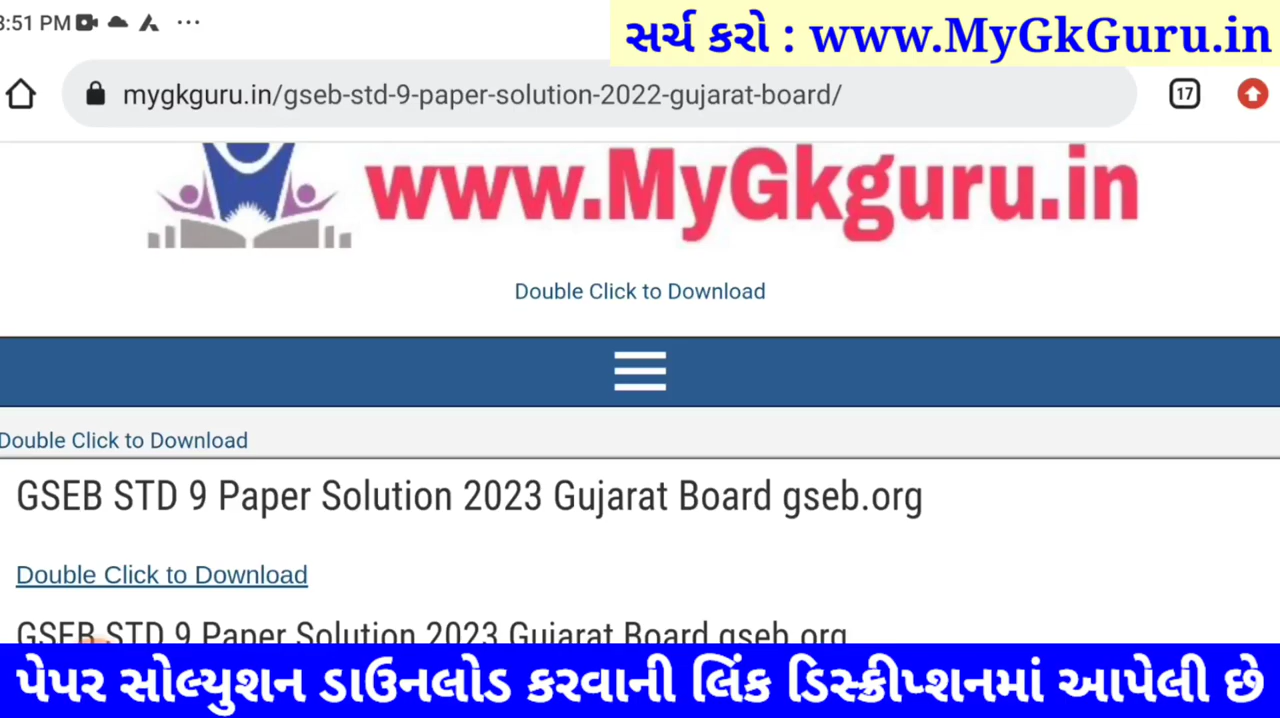 3:51 PM
સર્ચ કરો : www.MyGkGuru.in
mygkguru.in/gseb-std-9-paper-solution-2022-gujarat-board/
17
www.MyGkguru.in
Double Click to Download
Double Click to Download
GSEB STD 9 Paper Solution 2023 Gujarat Board gseb.org
Double Click to Download
GSEB STD 9 Paper Solution 2023 Gujarat Board gseb.org
પેપર સોલ્યુશન ડાઉનલોડ કરવાની લિંક ડિસ્ક્રીપ્શનમાં આપેલી છે